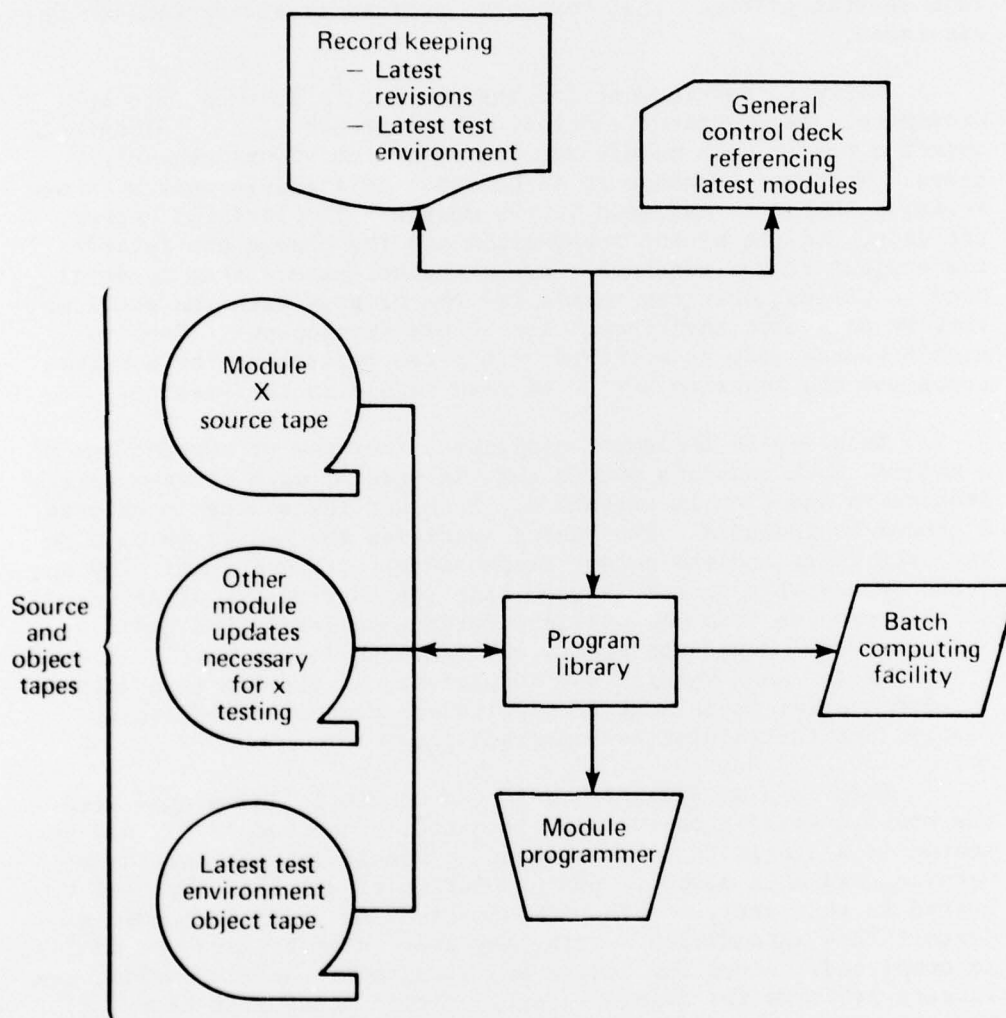 Record keeping
– Latest
revisions
– Latest test
environment
General
control deck
referencing
latest modules
Module
X
source tape
Other
module
updates
necessary
for x
testing
Latest test
environment
object tape
Source
and
object
tapes
Program
library
Batch
computing
facility
Module
programmer